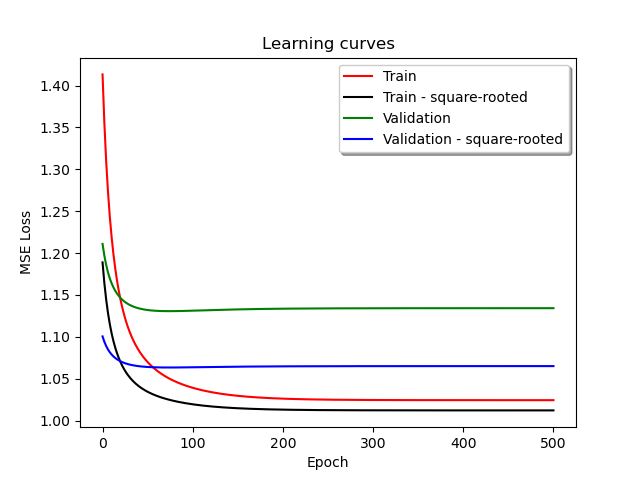 Learning curves
Train
Train - square-rooted
Validation
Validation - square-rooted
MSE Loss
1.40
1.35
1.30
1.25
1.20
1.15
1.10
1.05
1.00
0 100 200 300 400 500
Epoch